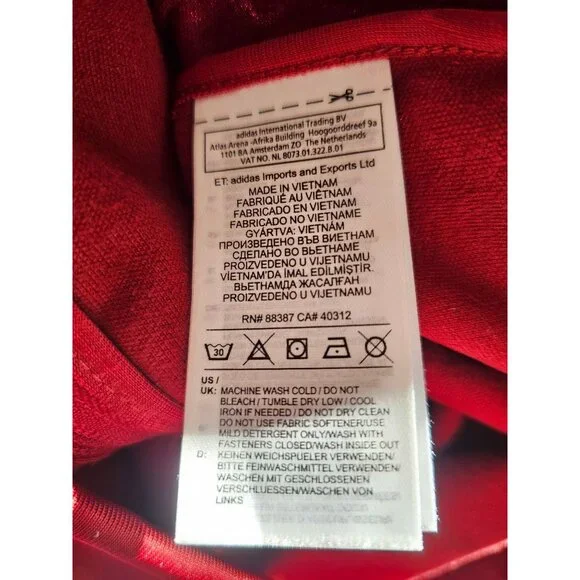 adidas International Trading BV
Atlas Arena -Afrika Building Hoogoorddreef 9a
1101 BA Amsterdam ZO The Netherlands
VAT NO. NL 8073.01.322.B.01
ET: adidas Imports and Exports Ltd
MADE IN VIETNAM
FABRIQUÉ AU VIÊTNAM
FABRICADO EN VIETNAM
FABRICADO NO VIETNAME
GYÁRTVA: VIETNÁM
ПРОИЗВЕДЕНО ВЪВ ВИЕТНАМ
СДЕЛАНО ВО ВЬЕТНАМЕ
PROIZVEDENO U VIJETNAMU
VİETNAM'DA İMAL EDİLMİŞTİR.
ВЬЕТНАМДА ЖАСАЛҒАН
PROIZVEDENO U VIJETNAMU
RN# 88387 CA# 40312
30
US /
UK: MACHINE WASH COLD / DO NOT
BLEACH / TUMBLE DRY LOW / COOL
IRON IF NEEDED / DO NOT DRY CLEAN
DO NOT USE FABRIC SOFTENER/USE
MILD DETERGENT ONLY/WASH WITH
FASTENERS CLOSED/WASH INSIDE OUT
D: KEINEN WEICHSPUELER VERWENDEN/
BITTE FEINWASCHMITTEL VERWENDEN/
WASCHEN MIT GESCHLOSSENEN
VERSCHLUESSEN/WASCHEN VON
LINKS